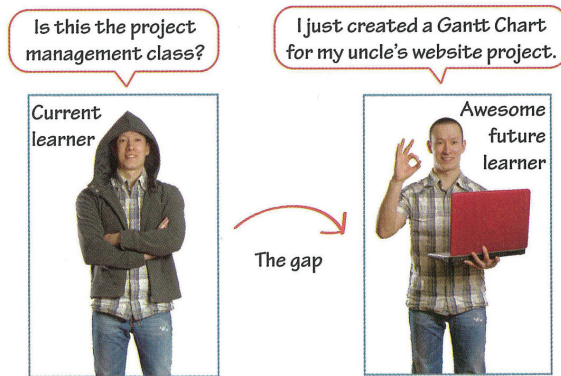 Is this the project
management class?
I just created a Gantt Chart
for my uncle's website project.
Current
learner
Awesome
future
learner
The gap